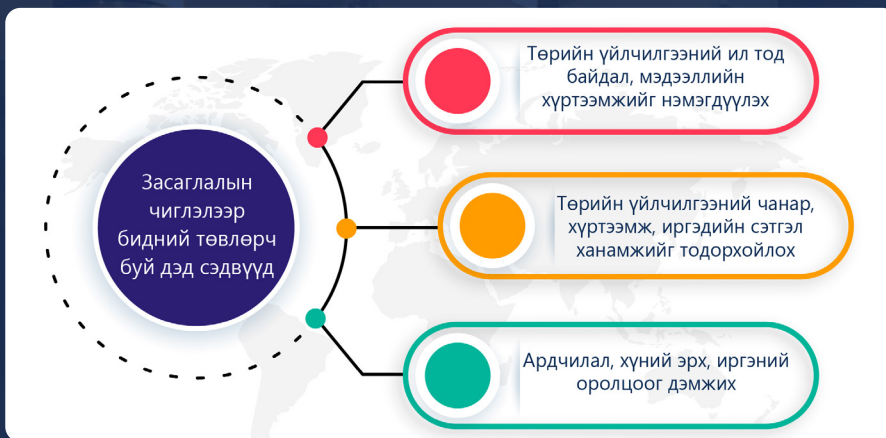 Засаглалын
чиглэлээр
бидний төвлөрч
буй дэд сэдвүүд
Төрийн үйлчилгээний ил тод
байдал, мэдээллийн
хүртээмжийг нэмэгдүүлэх
Төрийн үйлчилгээний чанар,
хүртээмж, иргэдийн сэтгэл
ханамжийг тодорхойлох
Ардчилал, хүний эрх, иргэний
оролцоог дэмжих